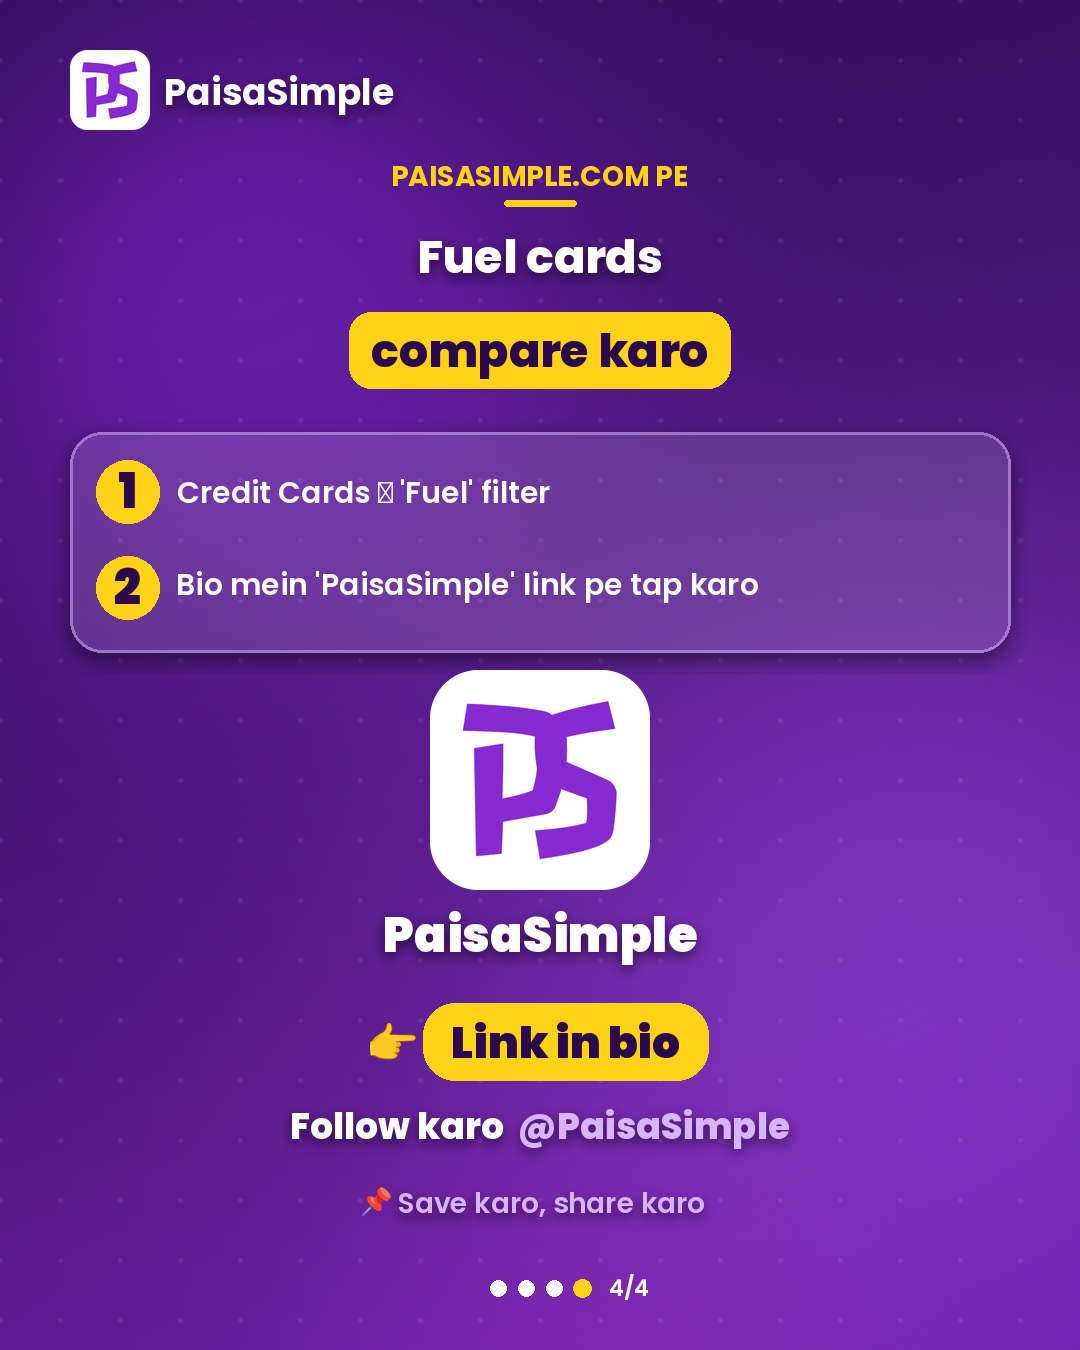 PaisaSimple
PAISASIMPLE.COM PE
Fuel cards
compare karo
1 Credit Cards 'Fuel' filter
2 Bio mein 'PaisaSimple' link pe tap karo
PS
PaisaSimple
👉 Link in bio
Follow karo @PaisaSimple
📌 Save karo, share karo
4/4